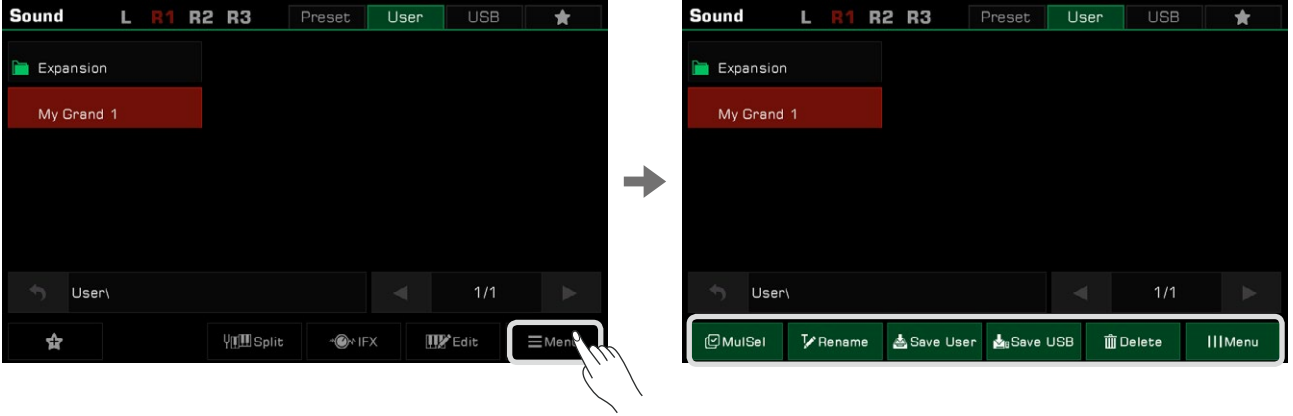 Sound L R1 R2 R3 Preset User USB
Expansion
My Grand 1
User\ 1/1
Split IFX Edit Menu
Sound L R1 R2 R3 Preset User USB
Expansion
My Grand 1
User\ 1/1
MulSel Rename Save User Save USB Delete Menu